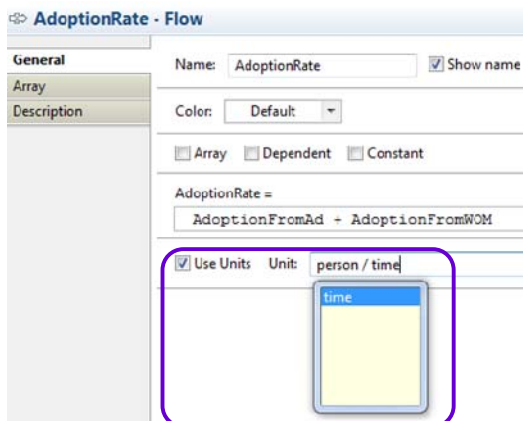 AdoptionRate - Flow
General
Array
Description
Name: AdoptionRate Show name
Color: Default
Array Dependent Constant
AdoptionRate =
AdoptionFromAd + AdoptionFromWOM
Use Units Unit: person / time
time